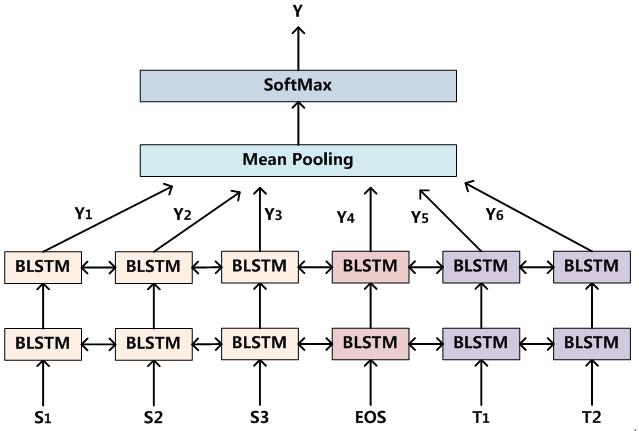 Y
SoftMax
Mean Pooling
Y1 Y2 Y3 Y4 Y5 Y6
BLSTM BLSTM BLSTM BLSTM BLSTM BLSTM
BLSTM BLSTM BLSTM BLSTM BLSTM BLSTM
S1 S2 S3 EOS T1 T2